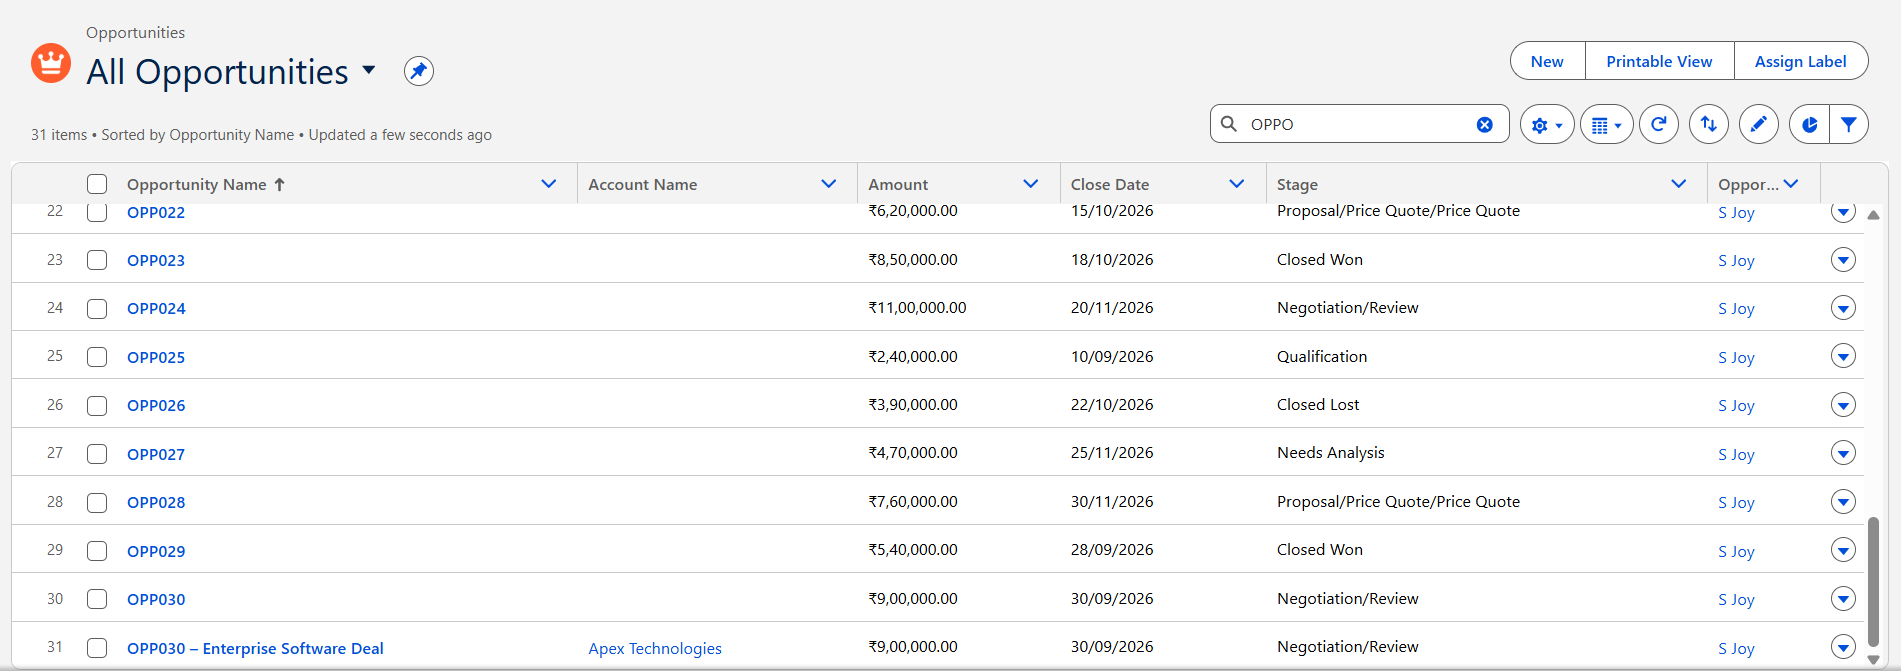 Opportunities
All Opportunities
New Printable View Assign Label
31 items • Sorted by Opportunity Name • Updated a few seconds ago
OPPO
Opportunity Name ↑ Account Name Amount Close Date Stage Oppor...
22 OPP022 ₹6,20,000.00 15/10/2026 Proposal/Price Quote/Price Quote S Joy
23 OPP023 ₹8,50,000.00 18/10/2026 Closed Won S Joy
24 OPP024 ₹11,00,000.00 20/11/2026 Negotiation/Review S Joy
25 OPP025 ₹2,40,000.00 10/09/2026 Qualification S Joy
26 OPP026 ₹3,90,000.00 22/10/2026 Closed Lost S Joy
27 OPP027 ₹4,70,000.00 25/11/2026 Needs Analysis S Joy
28 OPP028 ₹7,60,000.00 30/11/2026 Proposal/Price Quote/Price Quote S Joy
29 OPP029 ₹5,40,000.00 28/09/2026 Closed Won S Joy
30 OPP030 ₹9,00,000.00 30/09/2026 Negotiation/Review S Joy
31 OPP030 – Enterprise Software Deal Apex Technologies ₹9,00,000.00 30/09/2026 Negotiation/Review S Joy